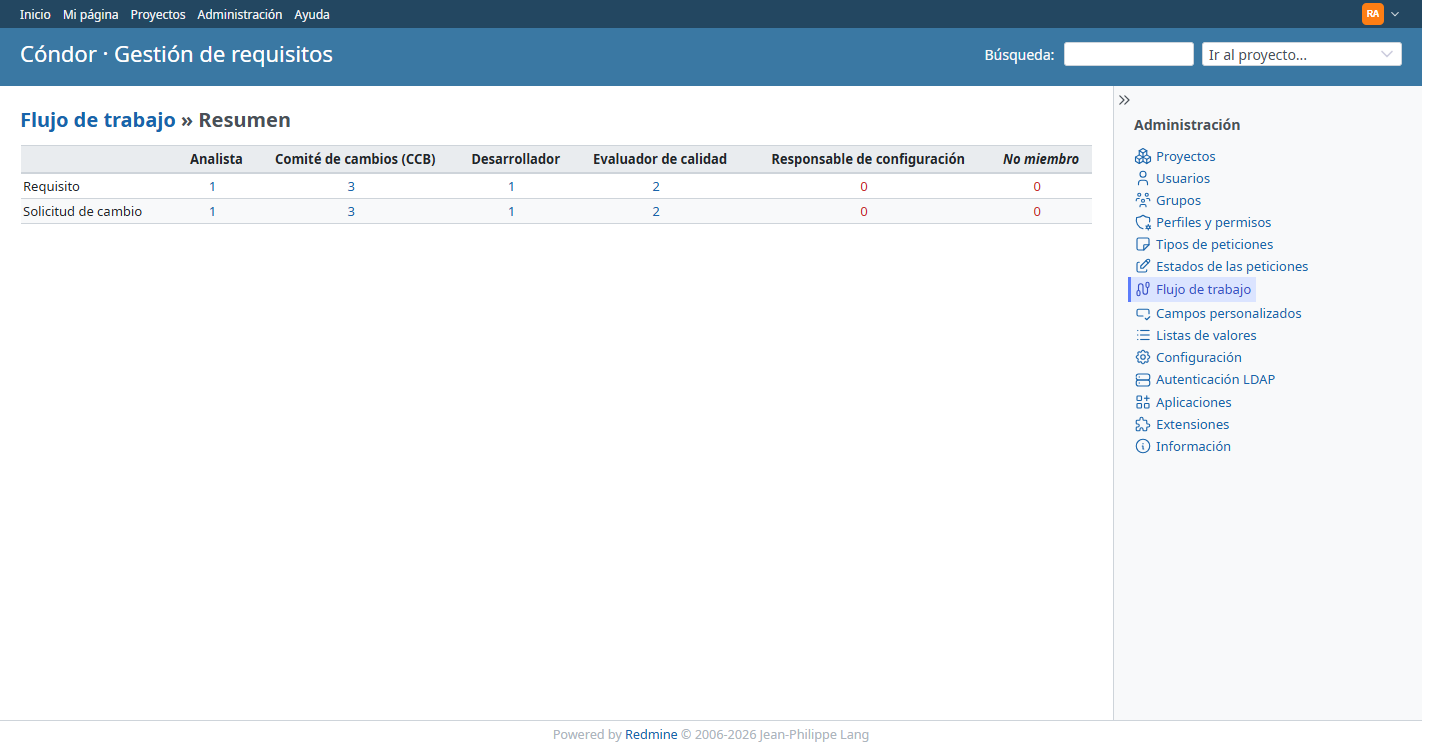 Inicio Mi página Proyectos Administración Ayuda RA
Cóndor · Gestión de requisitos Búsqueda: Ir al proyecto...
Flujo de trabajo » Resumen
Analista Comité de cambios (CCB) Desarrollador Evaluador de calidad Responsable de configuración No miembro
Requisito 1 3 1 2 0 0
Solicitud de cambio 1 3 1 2 0 0
Administración
Proyectos
Usuarios
Grupos
Perfiles y permisos
Tipos de peticiones
Estados de las peticiones
Flujo de trabajo
Campos personalizados
Listas de valores
Configuración
Autenticación LDAP
Aplicaciones
Extensiones
Información
Powered by Redmine © 2006-2026 Jean-Philippe Lang